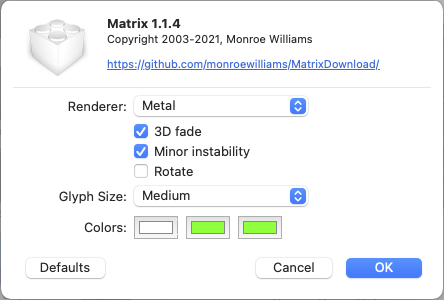 Matrix 1.1.4
Copyright 2003-2021, Monroe Williams
https://github.com/monroewilliams/MatrixDownload/
Renderer: Metal
3D fade
Minor instability
Rotate
Glyph Size: Medium
Colors:
Defaults Cancel OK